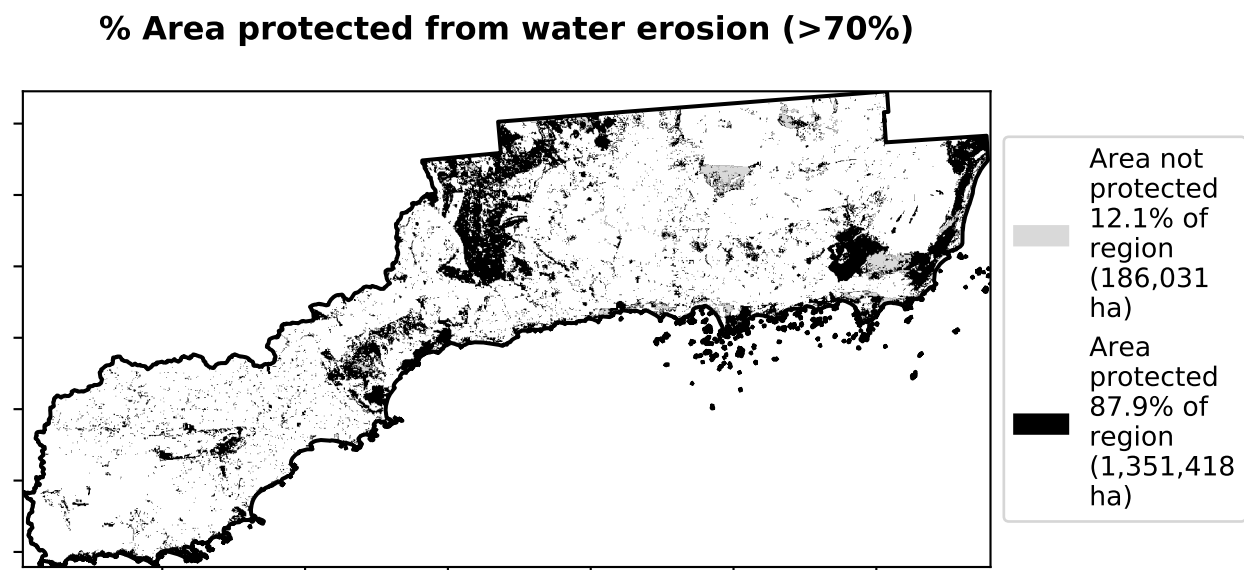 % Area protected from water erosion (>70%)
Area not
protected
12.1% of
region
(186,031
ha)
Area
protected
87.9% of
region
(1,351,418
ha)